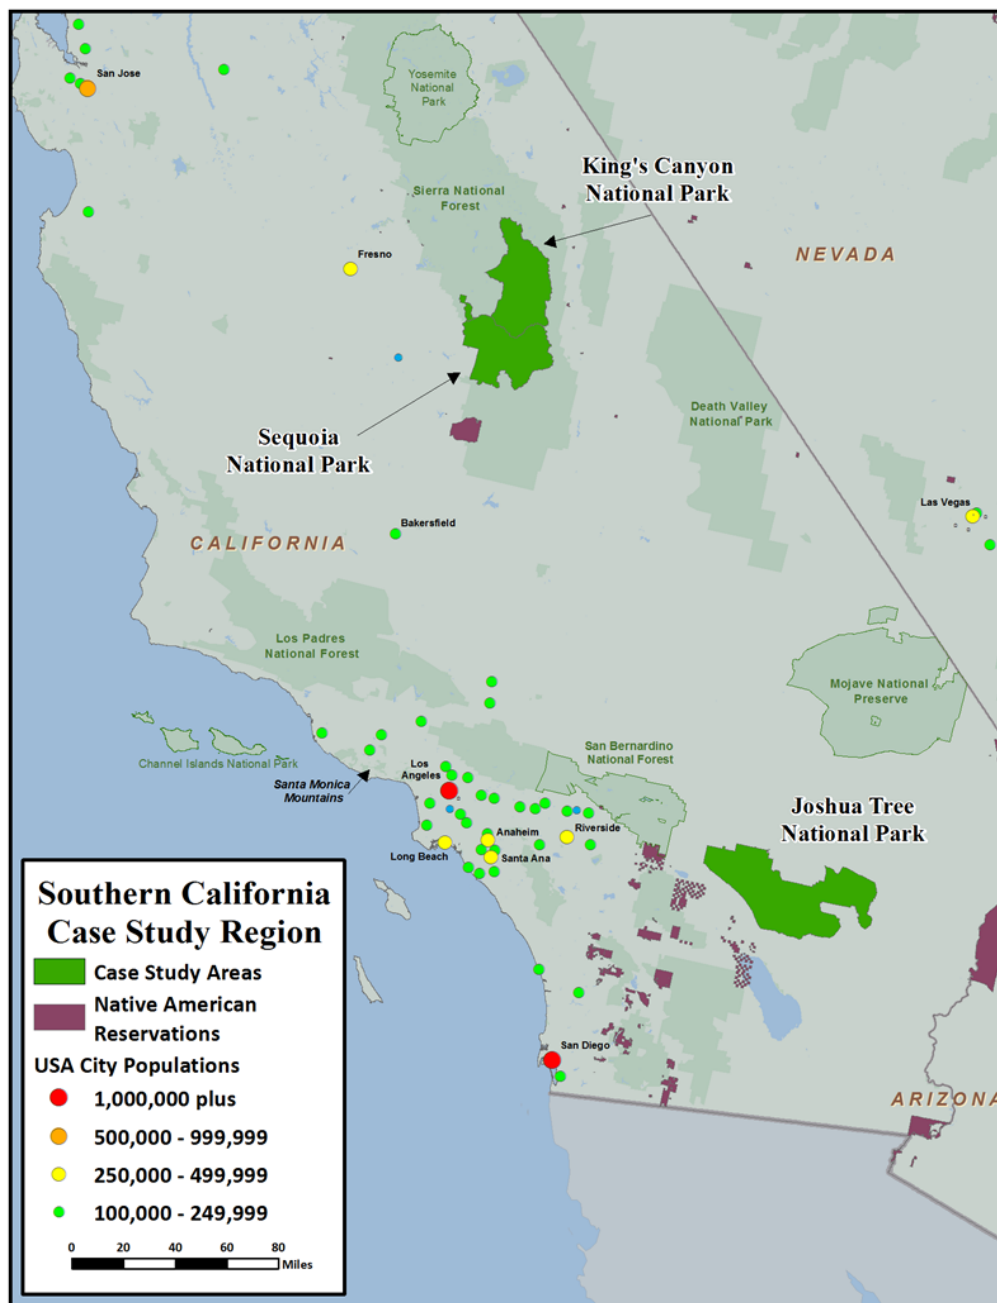 San Jose
Yosemite
National
Park
King's Canyon
National Park
Sierra National
Forest
NEVADA
Fresno
Death Valley
National Park
Sequoia
National Park
Las Vegas
Bakersfield
CALIFORNIA
Los Padres
National Forest
Mojave National
Preserve
San Bernardino
National Forest
Channel Islands National Park
Los
Angeles
Santa Monica
Mountains
Joshua Tree
National Park
Anaheim
Riverside
Long Beach
Santa Ana
San Diego
ARIZONA
Southern California
Case Study Region
Case Study Areas
Native American
Reservations
USA City Populations
1,000,000 plus
500,000 - 999,999
250,000 - 499,999
100,000 - 249,999
0 20 40 60 80
Miles